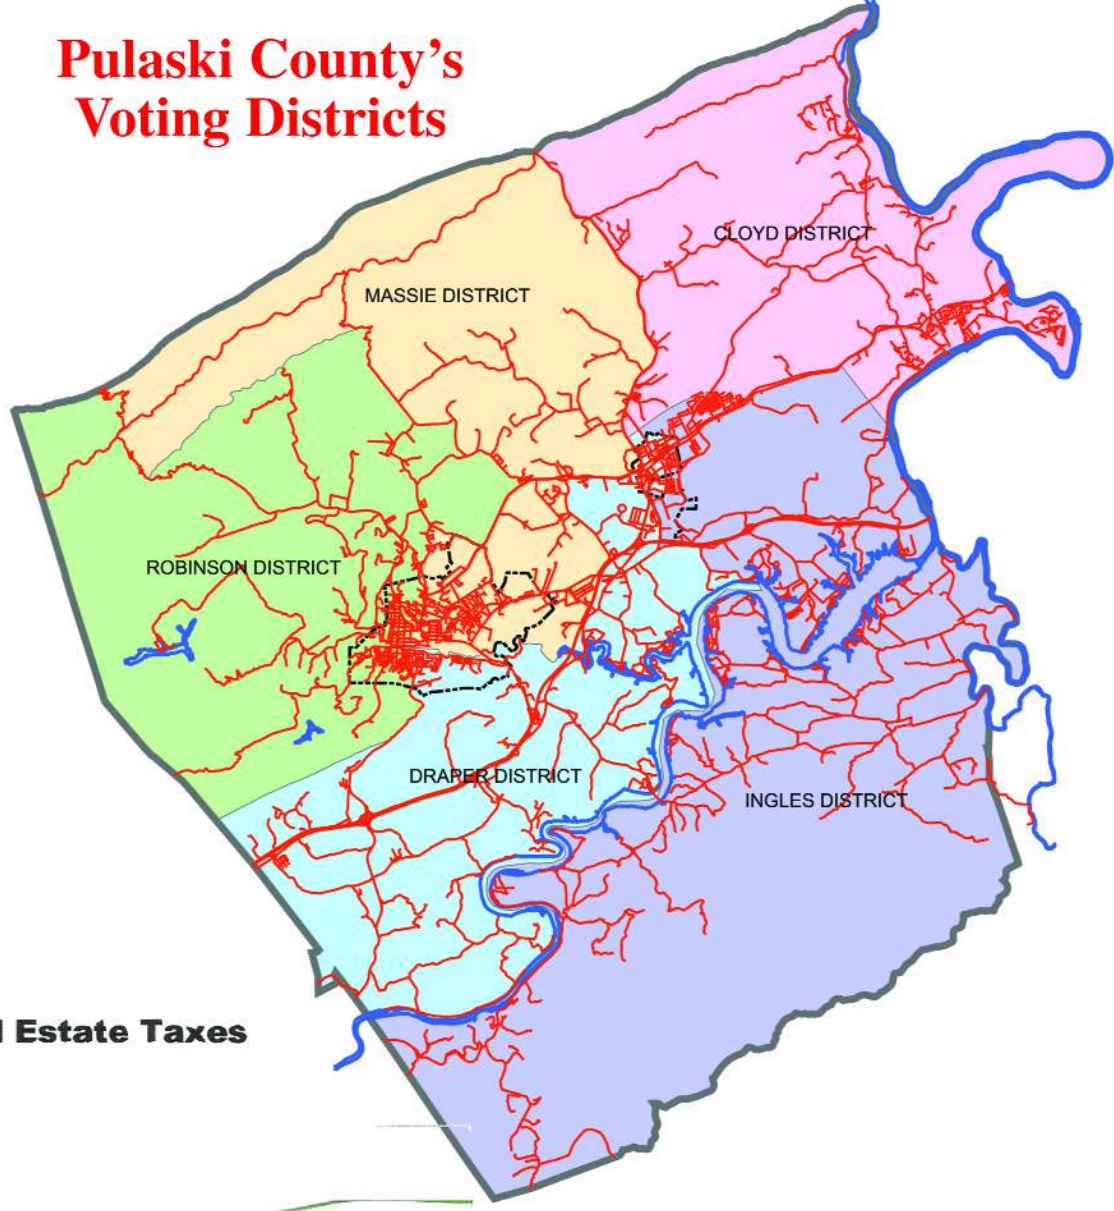 Pulaski County's
Voting Districts
CLOYD DISTRICT
MASSIE DISTRICT
ROBINSON DISTRICT
DRAPER DISTRICT
INGLES DISTRICT
Estate Taxes